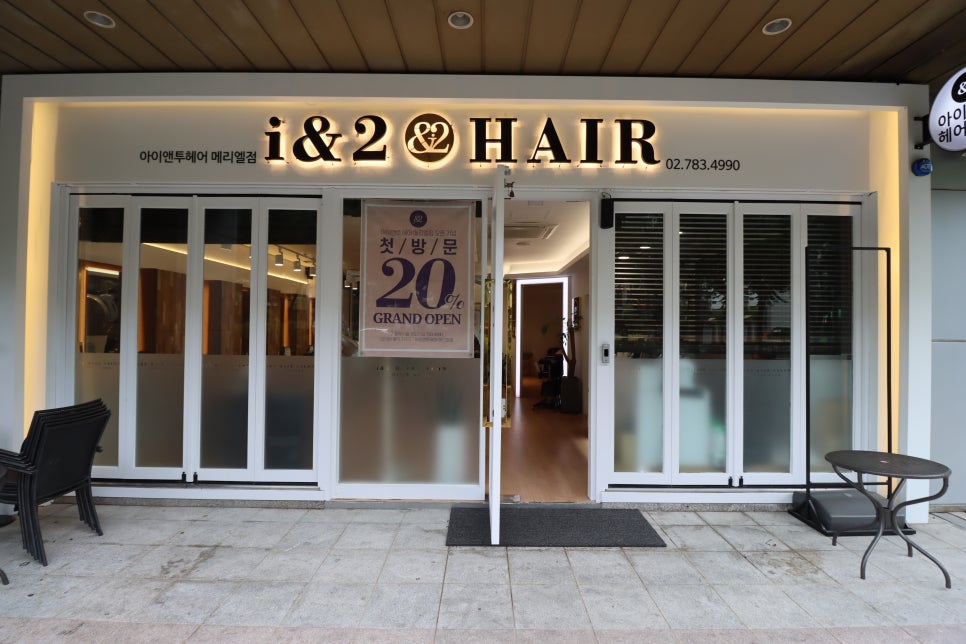 아이앤투헤어 메리엘점
i&2 &2 HAIR
02.783.4990
&
아이
헤어
&2
첫/방/문
20%
GRAND OPEN